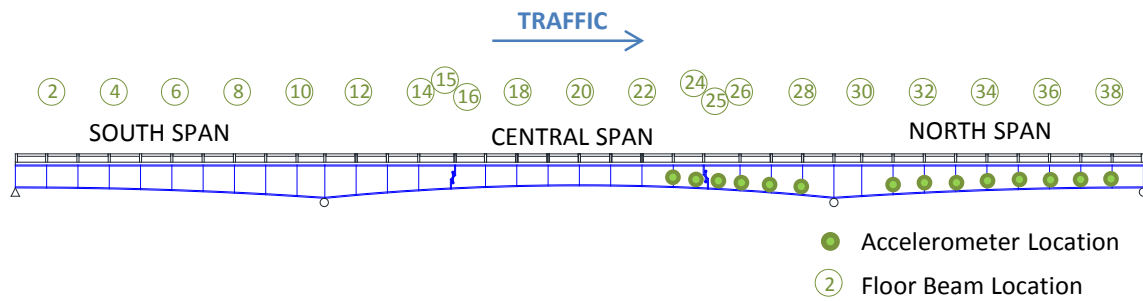 TRAFFIC
2 4 6 8 10 12 14 15 16 18 20 22 24 25 26 28 30 32 34 36 38
SOUTH SPAN CENTRAL SPAN NORTH SPAN
Accelerometer Location
2 Floor Beam Location